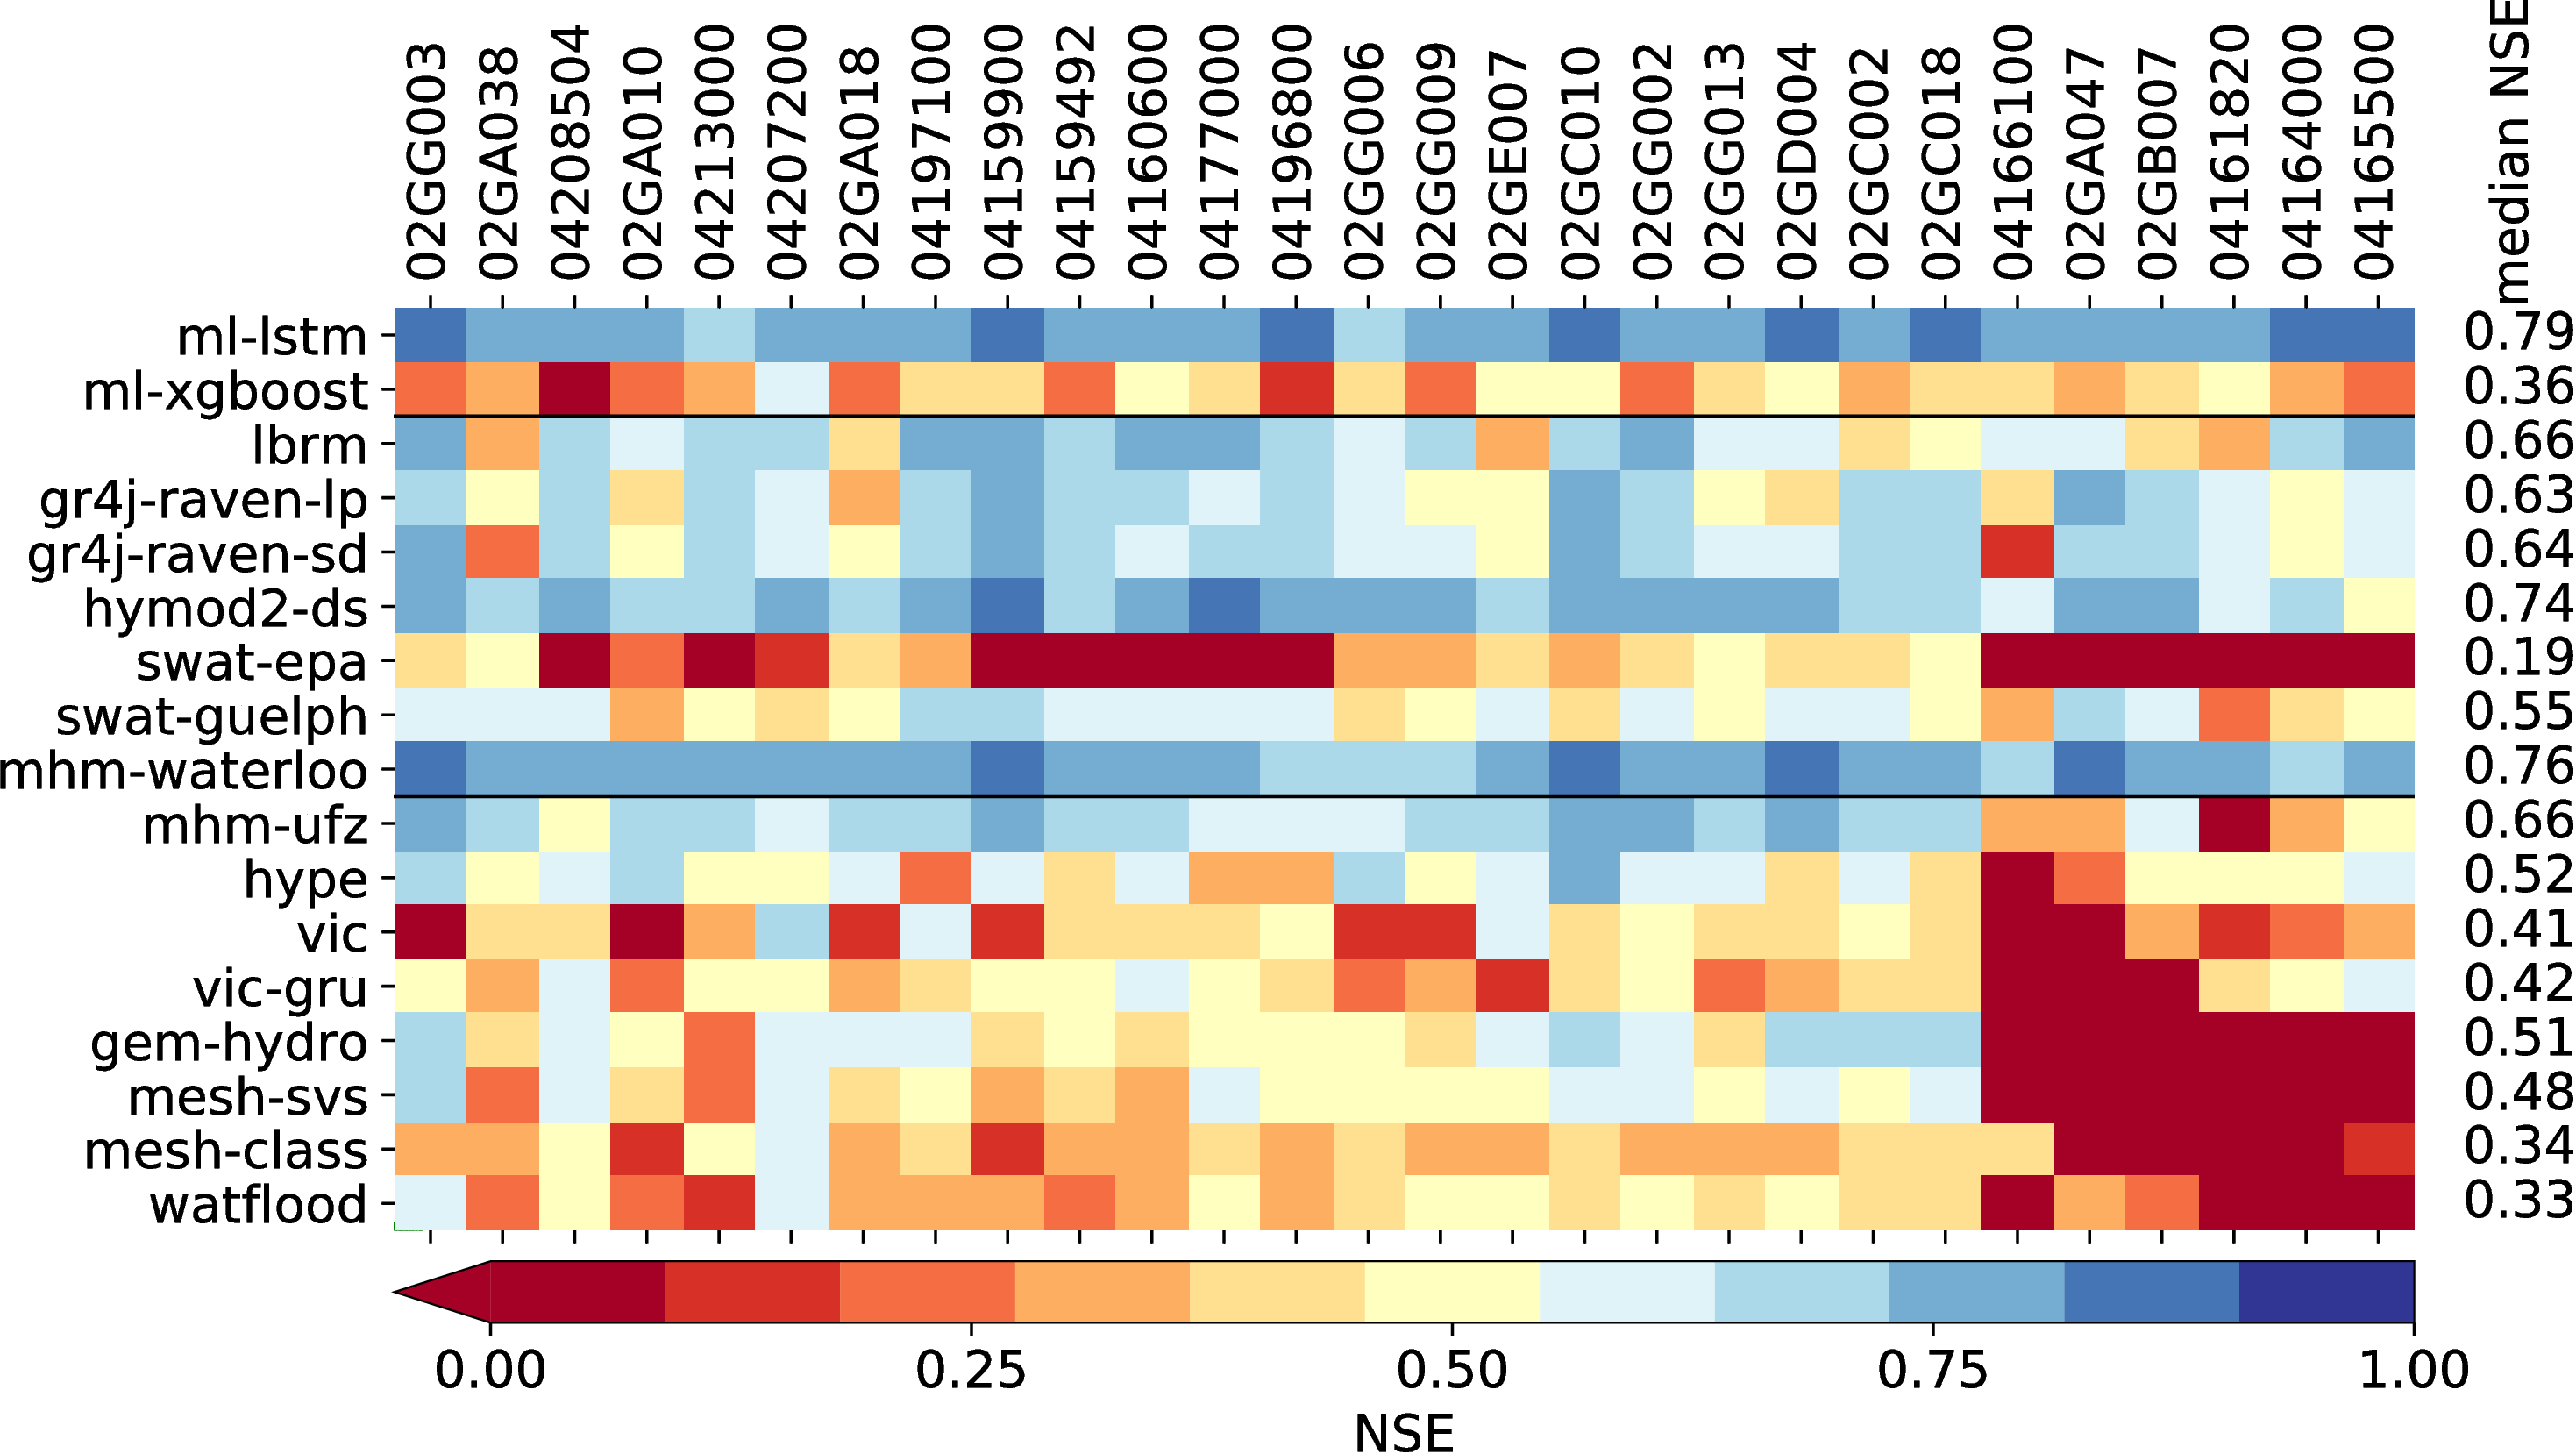 02GG003
02GA038
04208504
02GA010
04213000
04207200
02GA018
04197100
04159900
04159492
04160600
04177000
04196800
02GG006
02GG009
02GE007
02GC010
02GG002
02GG013
02GD004
02GC002
02GC018
04166100
02GA047
02GB007
04161820
04164000
04165500
median NSE
ml-lstm 0.79
ml-xgboost 0.36
lbrm 0.66
gr4j-raven-lp 0.63
gr4j-raven-sd 0.64
hymod2-ds 0.74
swat-epa 0.19
swat-guelph 0.55
mhm-waterloo 0.76
mhm-ufz 0.66
hype 0.52
vic 0.41
vic-gru 0.42
gem-hydro 0.51
mesh-svs 0.48
mesh-class 0.34
watflood 0.33
0.00 0.25 0.50 0.75 1.00
NSE